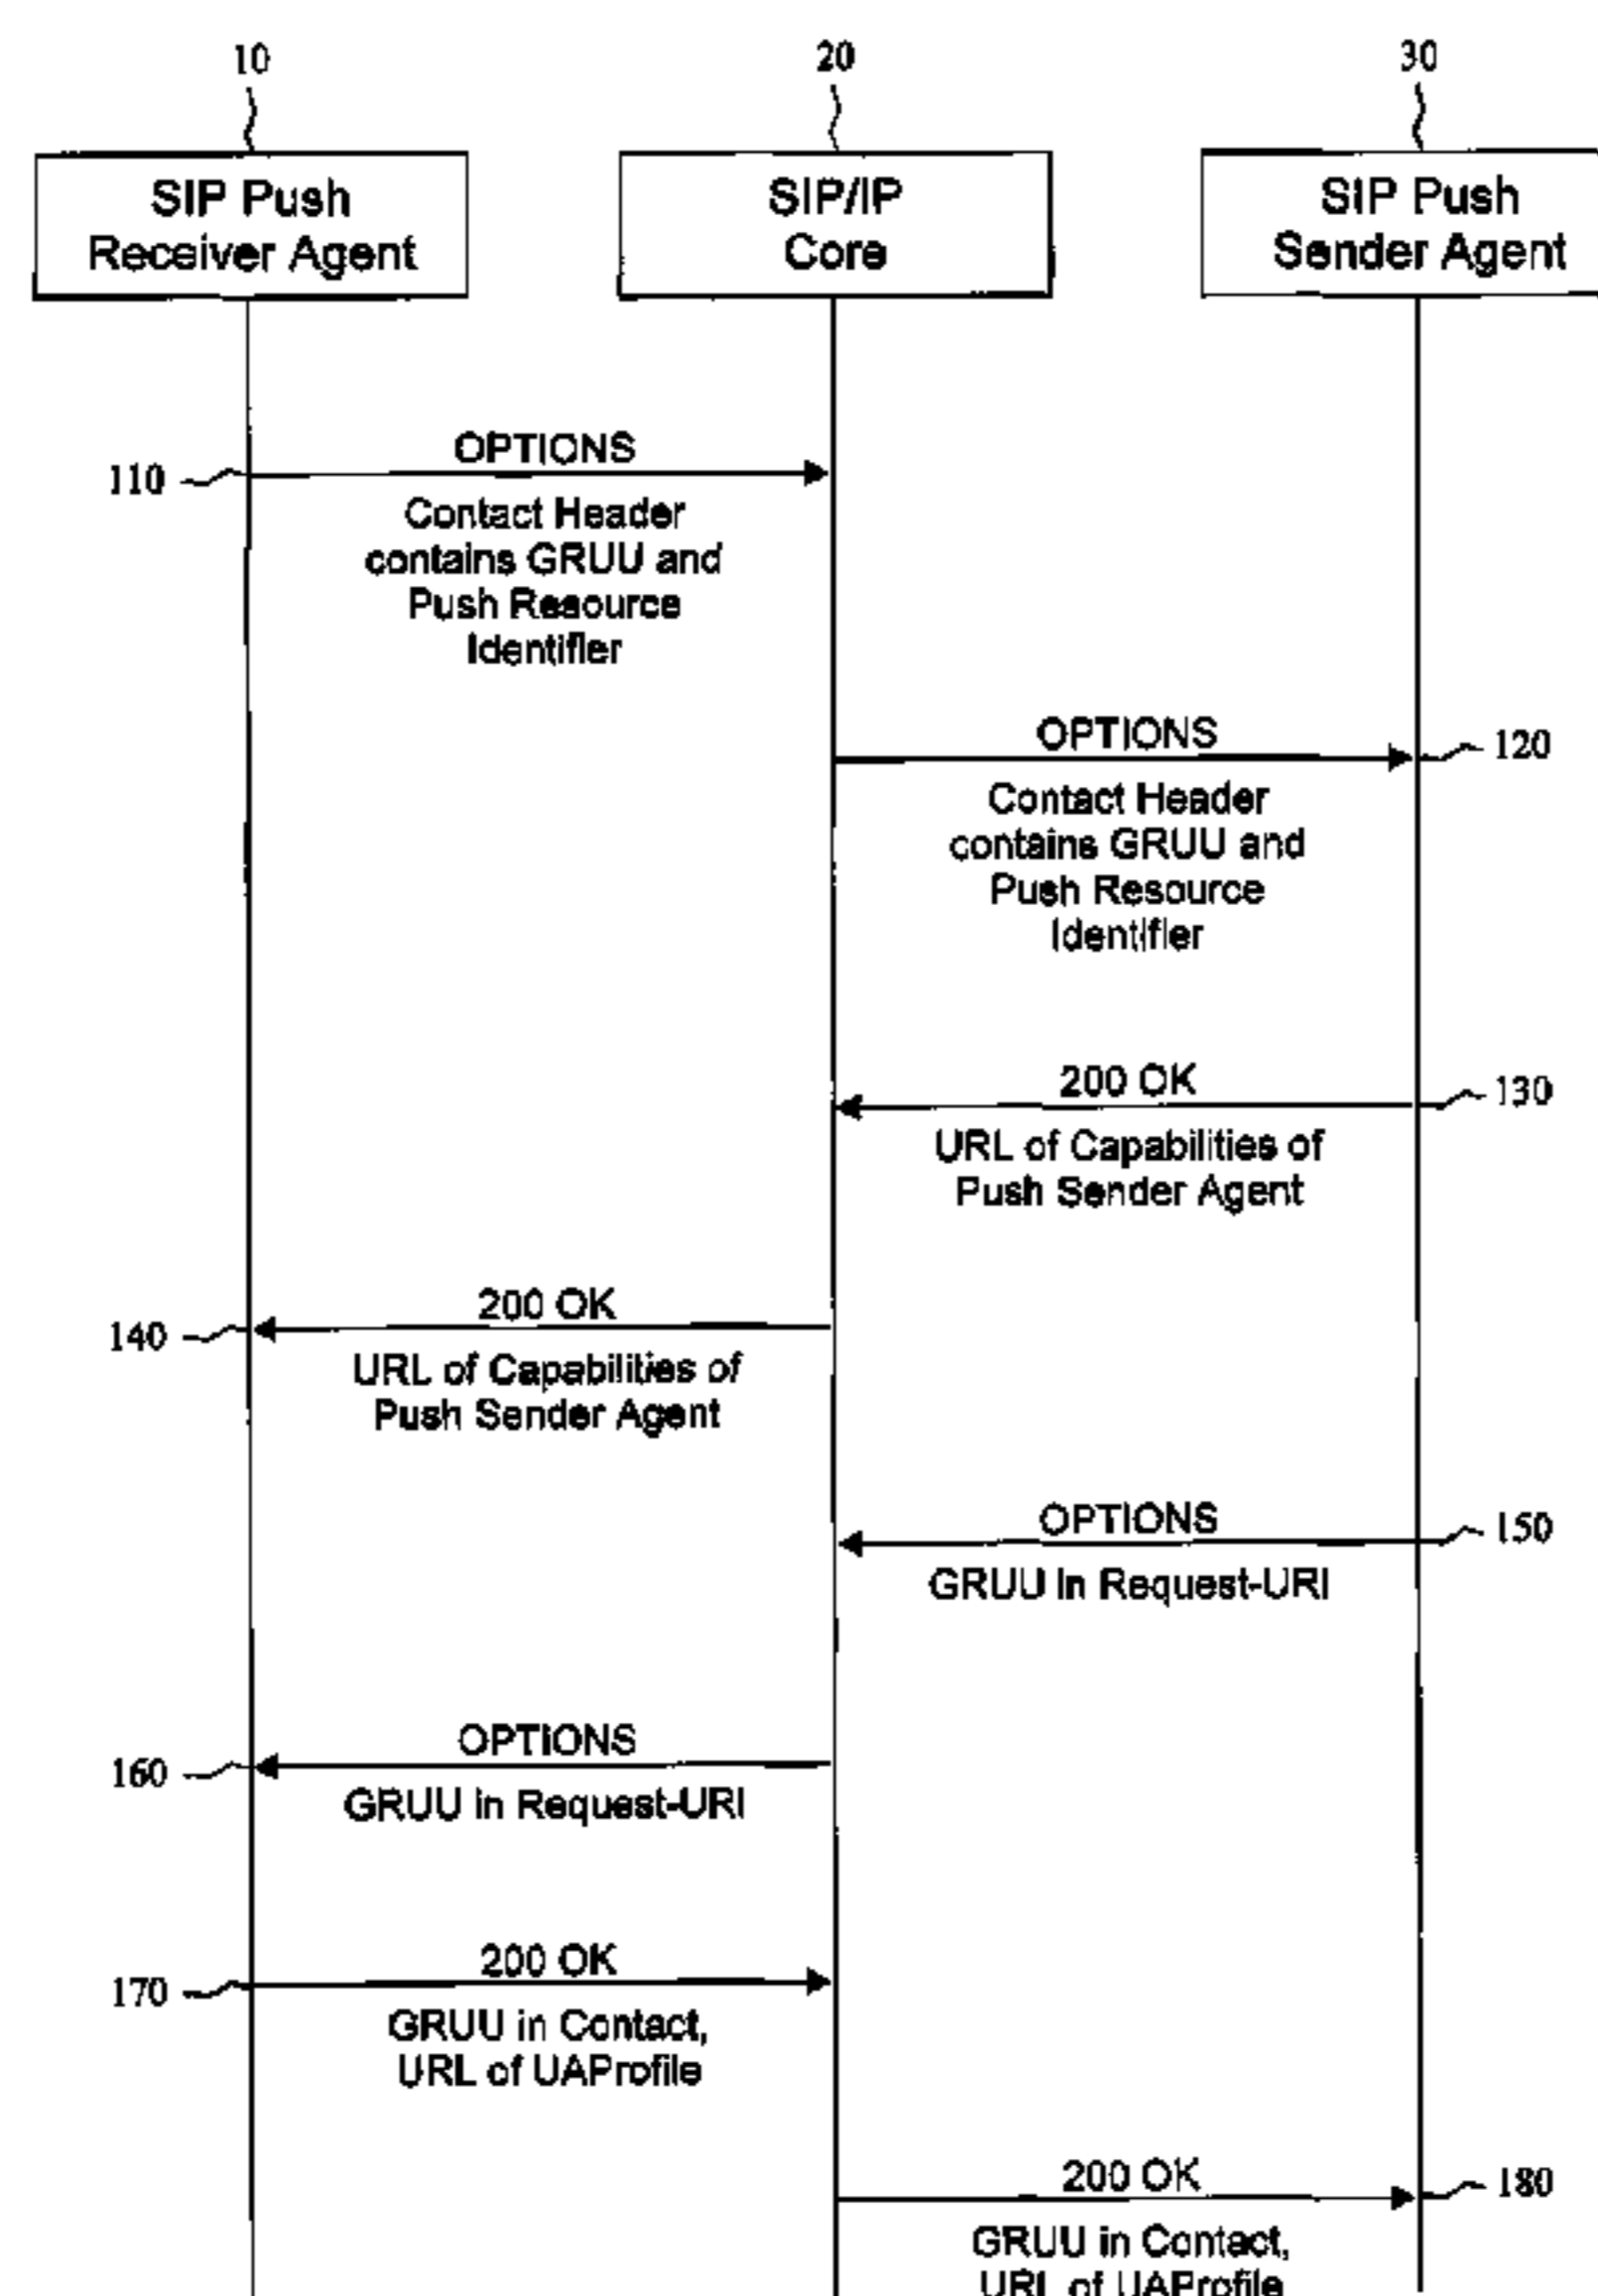 10
20
30
SIP Push
Receiver Agent
SIP/IP
Core
SIP Push
Sender Agent
OPTIONS
110
Contact Header
contains GRUU and
Push Resource
Identifier
OPTIONS
120
Contact Header
contains GRUU and
Push Resource
Identifier
200 OK
130
URL of Capabilities of
Push Sender Agent
200 OK
140
URL of Capabilities of
Push Sender Agent
OPTIONS
150
GRUU in Request-URI
OPTIONS
160
GRUU in Request-URI
200 OK
170
GRUU in Contact,
URL of UAProfile
200 OK
180
GRUU in Contact,
URL of UAProfile